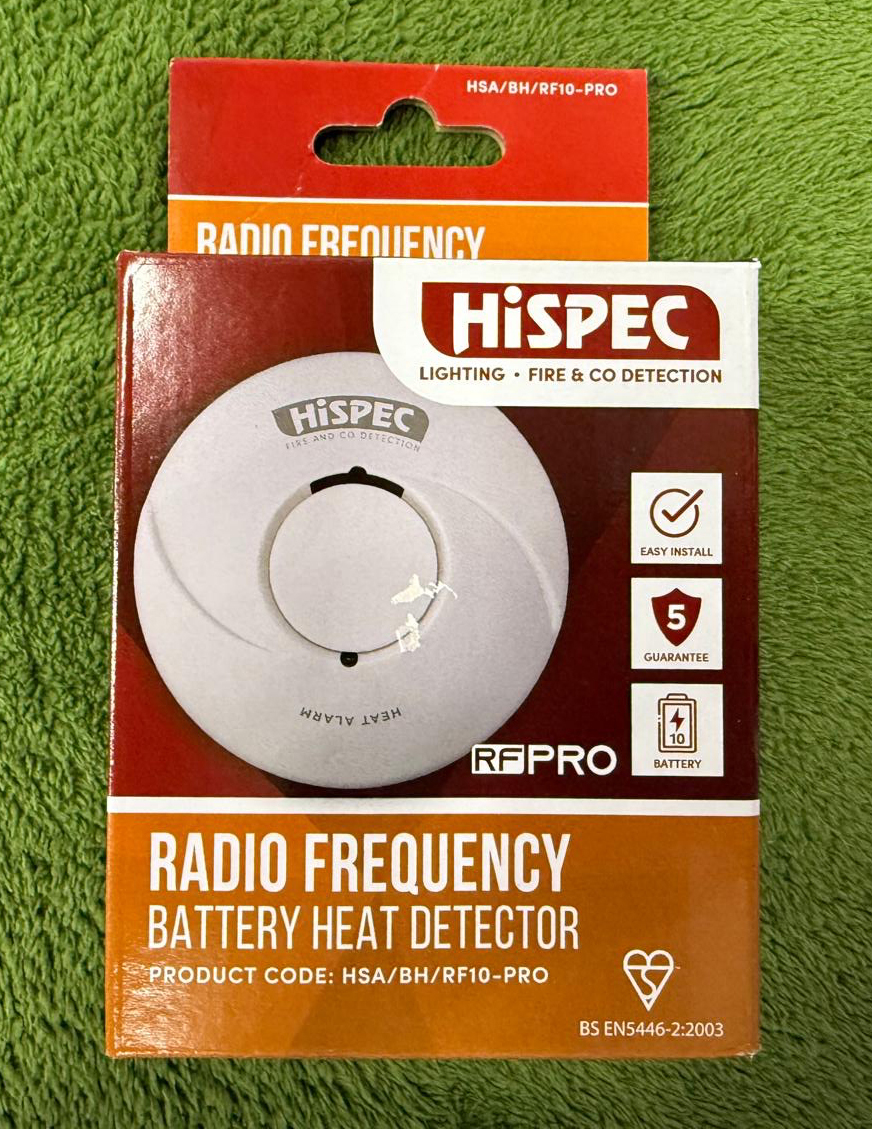 HSA/BH/RF10-PRO
RADIO FREQUENCY
HiSPEC
LIGHTING • FIRE & CO DETECTION
HiSPEC
FIRE AND CO DETECTION
EASY INSTALL
5
GUARANTEE
10
BATTERY
HEAT ALARM
RFPRO
RADIO FREQUENCY
BATTERY HEAT DETECTOR
PRODUCT CODE: HSA/BH/RF10-PRO
BS EN5446-2:2003